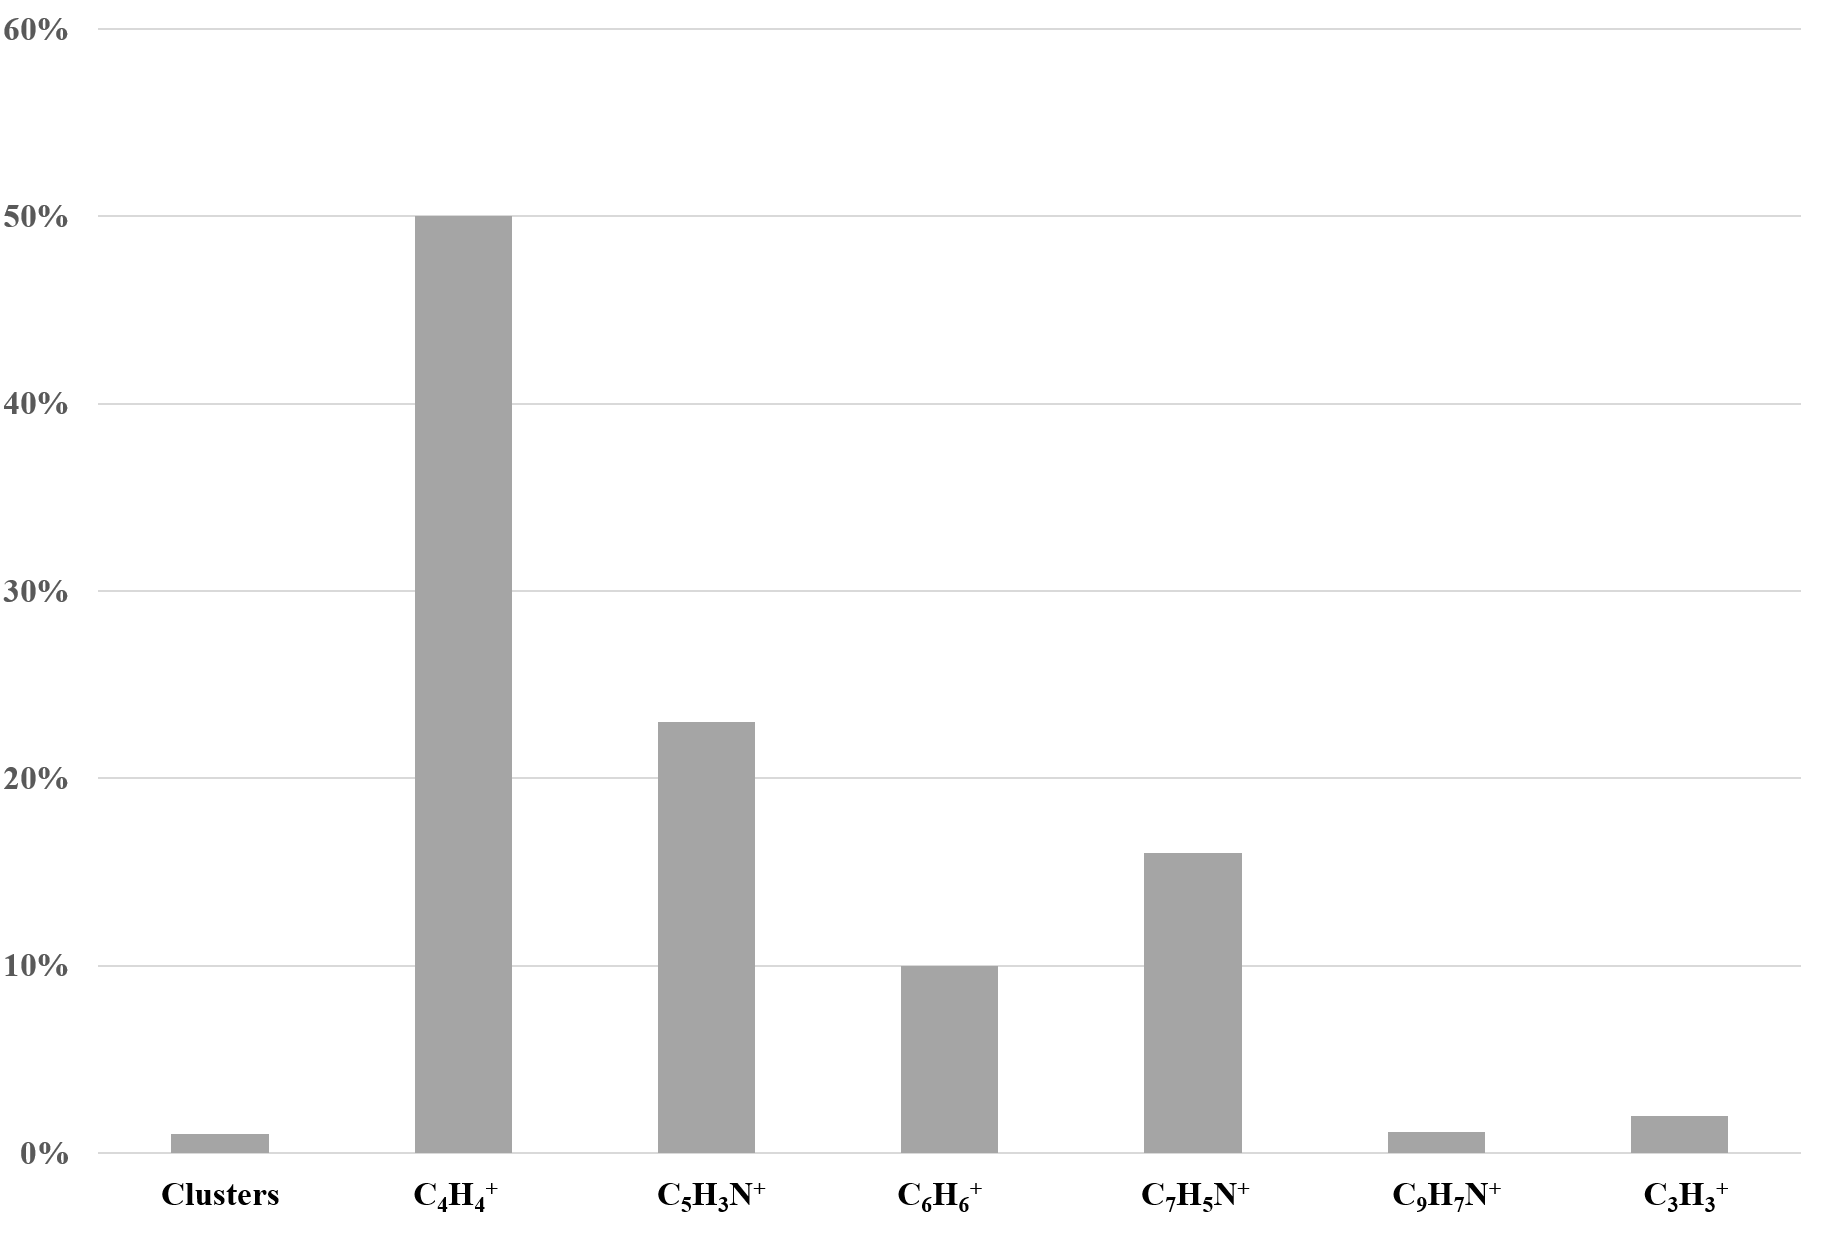 60%
50%
40%
30%
20%
10%
0%
Clusters
C₄H₄⁺
C₅H₃N⁺
C₆H₆⁺
C₇H₅N⁺
C₉H₇N⁺
C₃H₃⁺